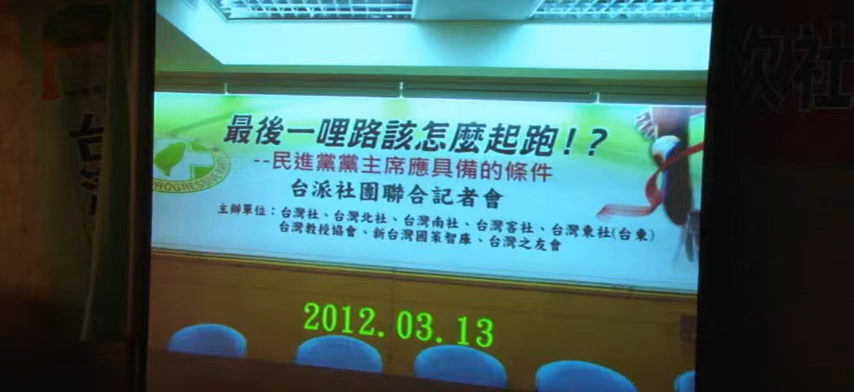 最後一哩路該怎麼起跑!?
--民進黨黨主席應具備的條件
台派社團聯合記者會
主辦單位：台灣社、台灣北社、台灣南社、台灣客社、台灣東社(台東)
台灣教授協會、新台灣國策智庫、台灣之友會
PROGRESSIVE PARTY
2012.03.13
次社